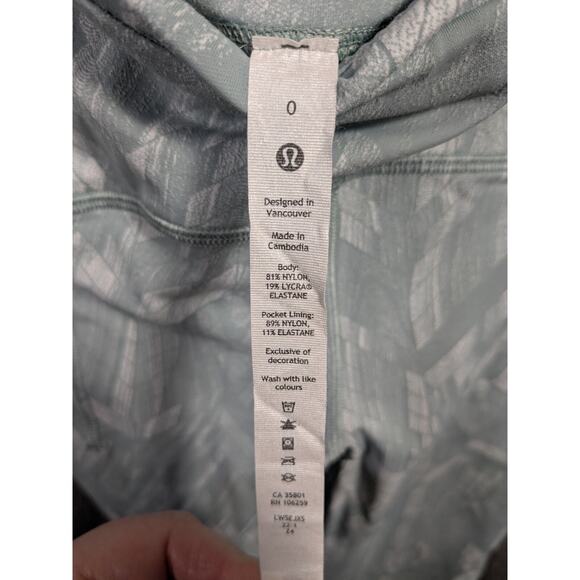 0
Designed in
Vancouver
Made in
Cambodia
Body:
81% NYLON,
19% LYCRA®
ELASTANE
Pocket Lining:
89% NYLON,
11% ELASTANE
Exclusive of
decoration
Wash with like
colours
CA 35801
RN 106259
LW5EJXS